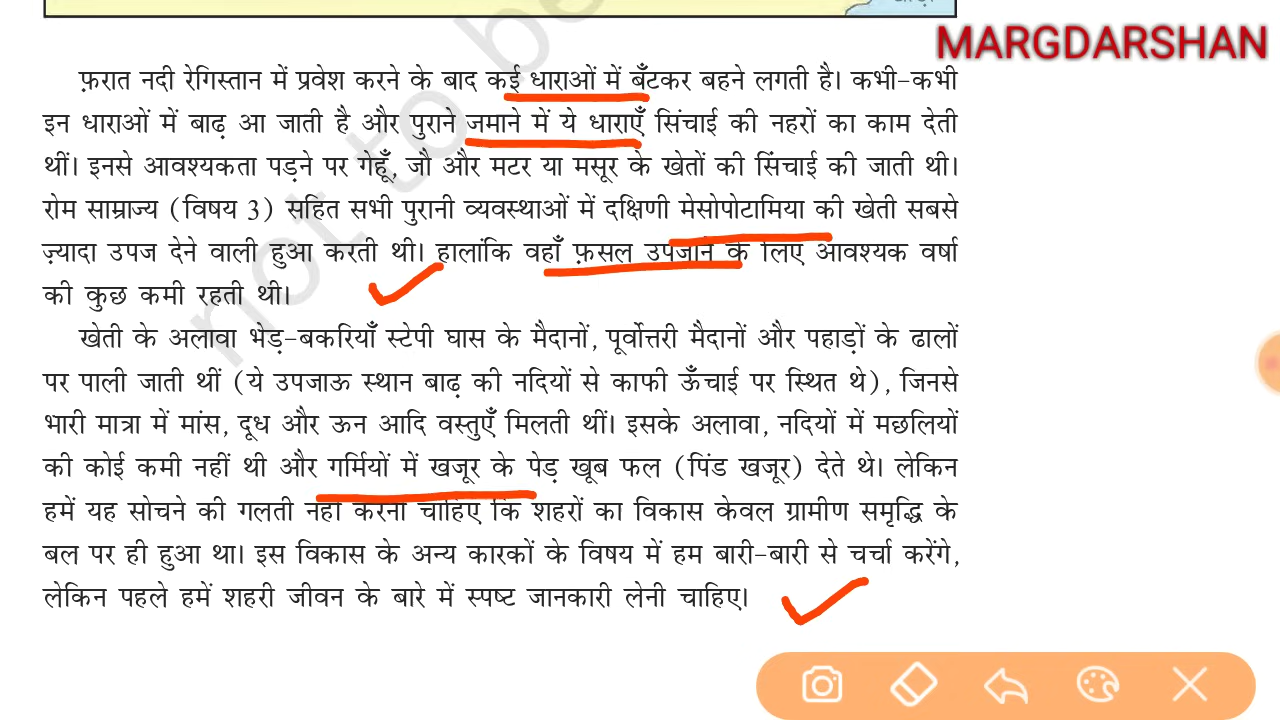 MARGDARSHAN
फ़रात नदी रेगिस्तान में प्रवेश करने के बाद कई धाराओं में बँटकर बहने लगती है। कभी-कभी
इन धाराओं में बाढ़ आ जाती है और पुराने जमाने में ये धाराएँ सिंचाई की नहरों का काम देती
थीं। इनसे आवश्यकता पड़ने पर गेहूँ, जौ और मटर या मसूर के खेतों की सिंचाई की जाती थी।
रोम साम्राज्य (विषय 3) सहित सभी पुरानी व्यवस्थाओं में दक्षिणी मेसोपोटामिया की खेती सबसे
ज़्यादा उपज देने वाली हुआ करती थी। हालांकि वहाँ फ़सल उपजाने के लिए आवश्यक वर्षा
की कुछ कमी रहती थी।
खेती के अलावा भेड़-बकरियाँ स्टेपी घास के मैदानों, पूर्वोत्तरी मैदानों और पहाड़ों के ढालों
पर पाली जाती थीं (ये उपजाऊ स्थान बाढ़ की नदियों से काफी ऊँचाई पर स्थित थे), जिनसे
भारी मात्रा में मांस, दूध और ऊन आदि वस्तुएँ मिलती थीं। इसके अलावा, नदियों में मछलियों
की कोई कमी नहीं थी और गर्मियों में खजूर के पेड़ खूब फल (पिंड खजूर) देते थे। लेकिन
हमें यह सोचने की गलती नहीं करनी चाहिए कि शहरों का विकास केवल ग्रामीण समृद्धि के
बल पर ही हुआ था। इस विकास के अन्य कारकों के विषय में हम बारी-बारी से चर्चा करेंगे,
लेकिन पहले हमें शहरी जीवन के बारे में स्पष्ट जानकारी लेनी चाहिए।
not to be